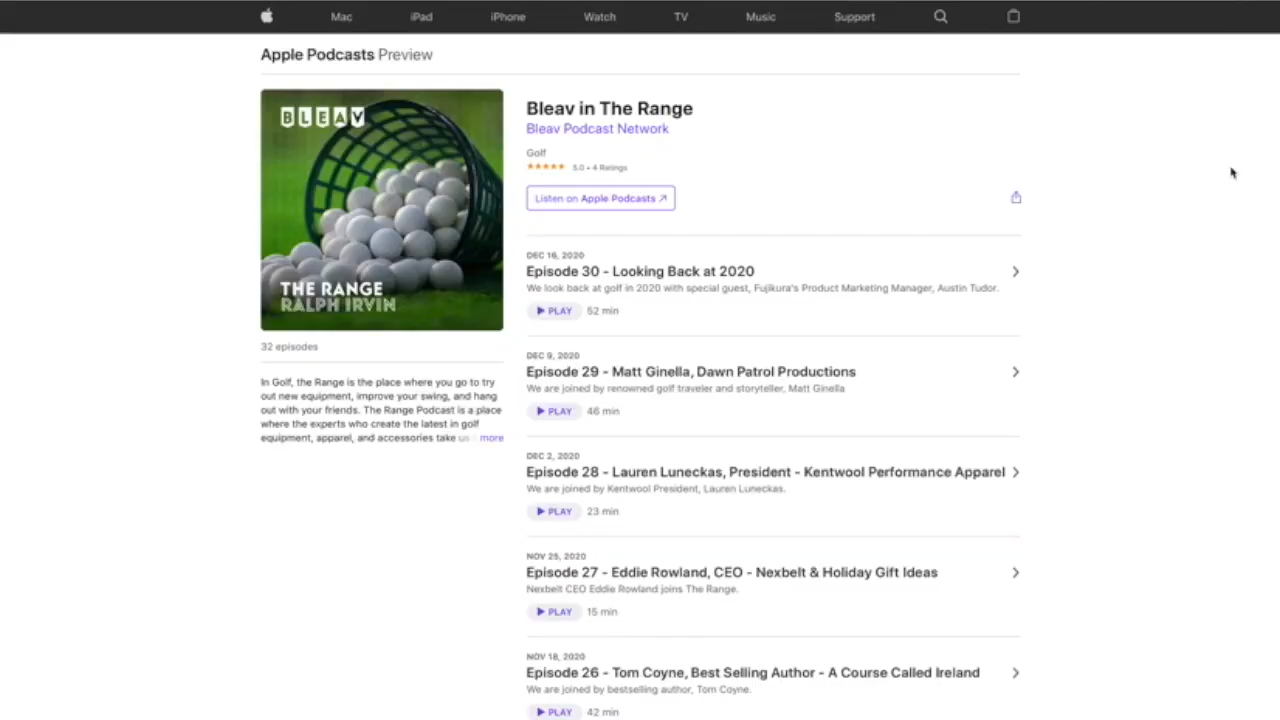 Mac iPad iPhone Watch TV Music Support
Apple Podcasts Preview
BLEAV
THE RANGE
RALPH IRVIN
32 episodes
In Golf, the Range is the place where you go to try
out new equipment, improve your swing, and hang
out with your friends. The Range Podcast is a place
where the experts who create the latest in golf
equipment, apparel, and accessories take us more
Bleav in The Range
Bleav Podcast Network
Golf
★★★★★ 5.0 • 4 Ratings
Listen on Apple Podcasts ↗
DEC 16, 2020
Episode 30 - Looking Back at 2020
We look back at golf in 2020 with special guest, Fujikura's Product Marketing Manager, Austin Tudor.
PLAY 52 min
DEC 9, 2020
Episode 29 - Matt Ginella, Dawn Patrol Productions
We are joined by renowned golf traveler and storyteller, Matt Ginella
PLAY 46 min
DEC 2, 2020
Episode 28 - Lauren Luneckas, President - Kentwool Performance Apparel
We are joined by Kentwool President, Lauren Luneckas.
PLAY 23 min
NOV 25, 2020
Episode 27 - Eddie Rowland, CEO - Nexbelt & Holiday Gift Ideas
Nexbelt CEO Eddie Rowland joins The Range.
PLAY 15 min
NOV 18, 2020
Episode 26 - Tom Coyne, Best Selling Author - A Course Called Ireland
We are joined by bestselling author, Tom Coyne.
PLAY 42 min